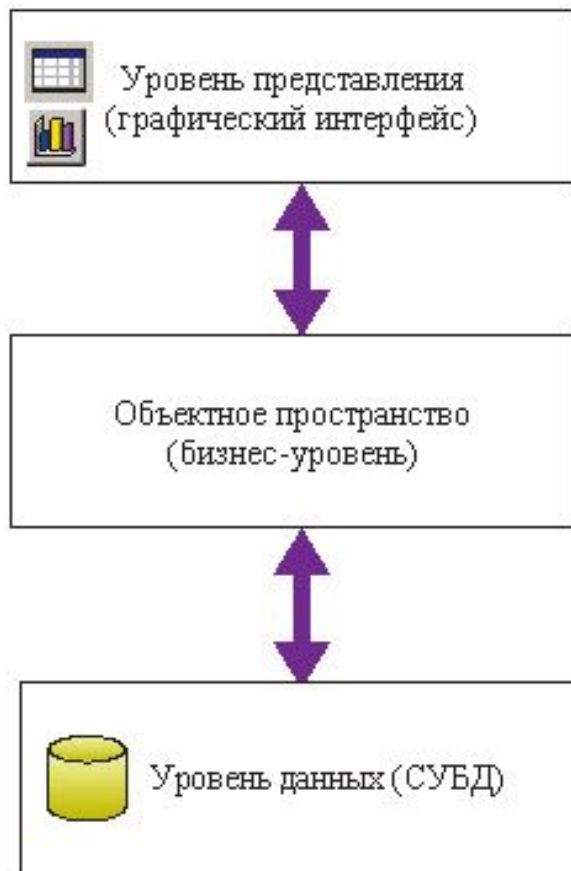 Уровень представления
(графический интерфейс)
Объектное пространство
(бизнес-уровень)
Уровень данных (СУБД)